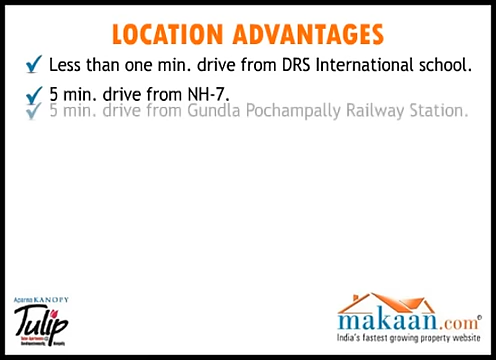 LOCATION ADVANTAGES
Less than one min. drive from DRS International school.
5 min. drive from NH-7.
5 min. drive from Gundla Pochampally Railway Station.
Aparna KANOPY
Tulip
makaan.com
India's fastest growing property website